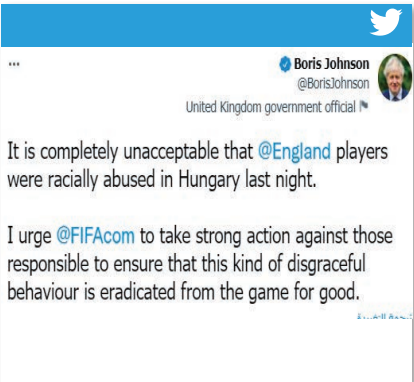 Boris Johnson
@BorisJohnson
United Kingdom government official
It is completely unacceptable that @England players
were racially abused in Hungary last night.
I urge @FIFAcom to take strong action against those
responsible to ensure that this kind of disgraceful
behaviour is eradicated from the game for good.